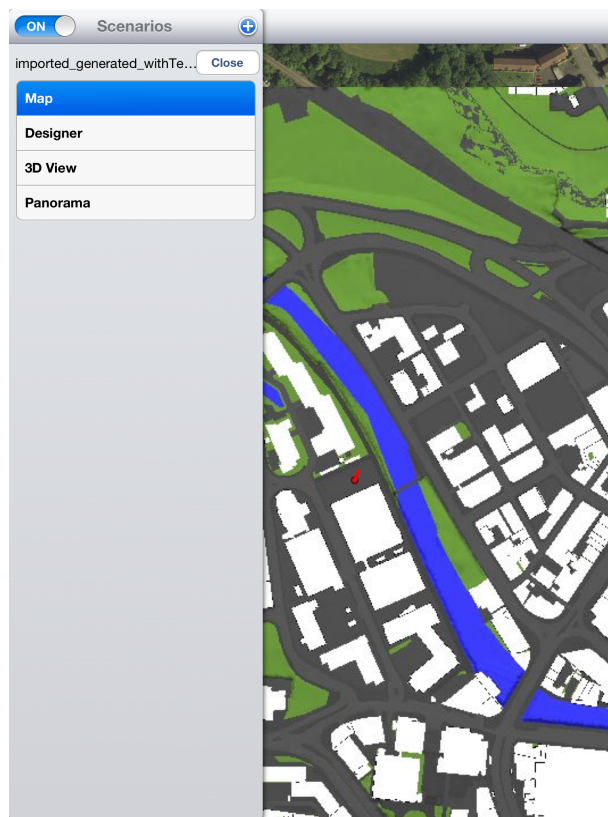 ON Scenarios
imported_generated_withTe... Close
Map
Designer
3D View
Panorama